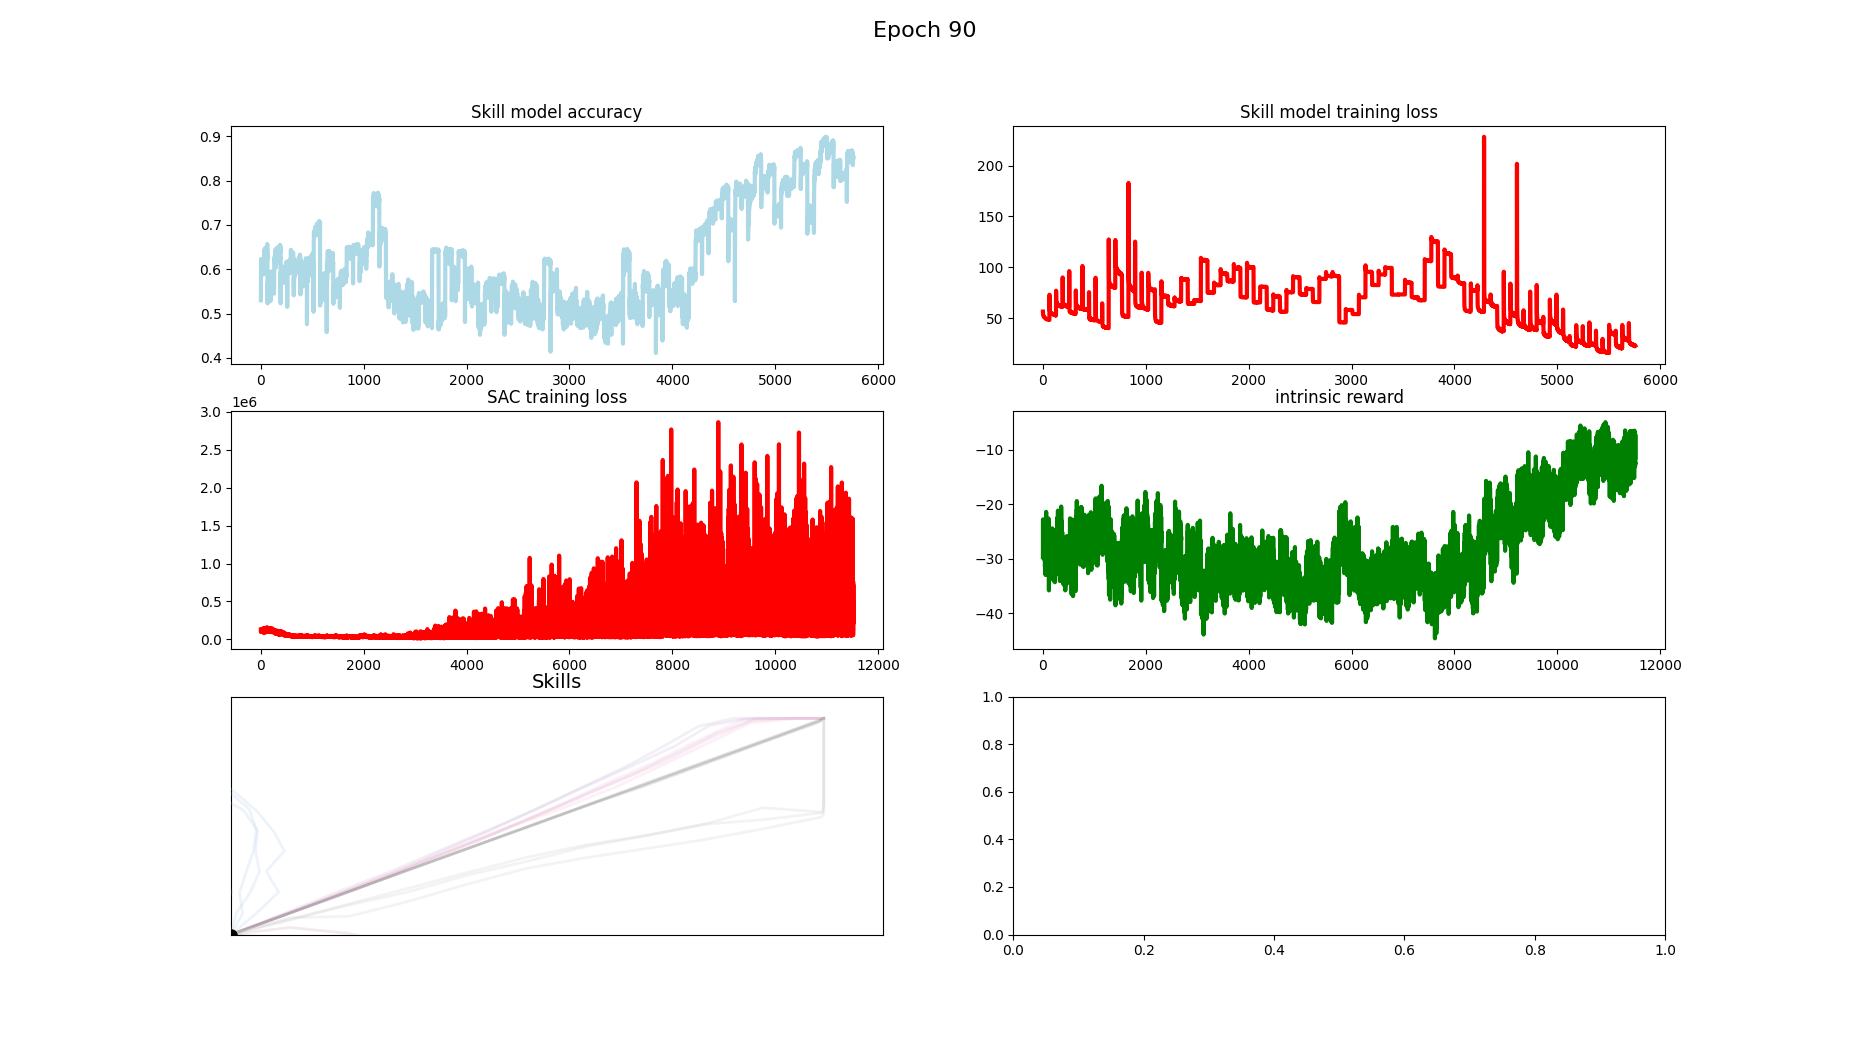 Epoch 90
Skill model accuracy
0.9
0.8
0.7
0.6
0.5
0.4
0 1000 2000 3000 4000 5000 6000
Skill model training loss
200
150
100
50
0 1000 2000 3000 4000 5000 6000
SAC training loss
1e6
3.0
2.5
2.0
1.5
1.0
0.5
0.0
0 2000 4000 6000 8000 10000 12000
intrinsic reward
−10
−20
−30
−40
0 2000 4000 6000 8000 10000 12000
Skills
1.0
0.8
0.6
0.4
0.2
0.0
0.0 0.2 0.4 0.6 0.8 1.0